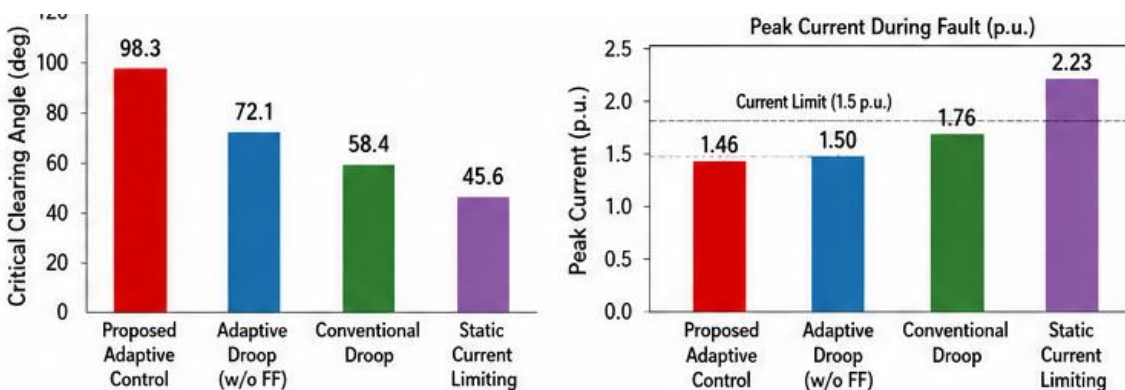 120
100
80
60
40
20
0
Critical Clearing Angle (deg)
98.3
72.1
58.4
45.6
Proposed
Adaptive
Control
Adaptive
Droop
(w/o FF)
Conventional
Droop
Static
Current
Limiting
Peak Current During Fault (p.u.)
2.5
2.0
1.5
1.0
0.5
0.0
Peak Current (p.u.)
Current Limit (1.5 p.u.)
1.46
1.50
1.76
2.23
Proposed
Adaptive
Control
Adaptive
Droop
(w/o FF)
Conventional
Droop
Static
Current
Limiting